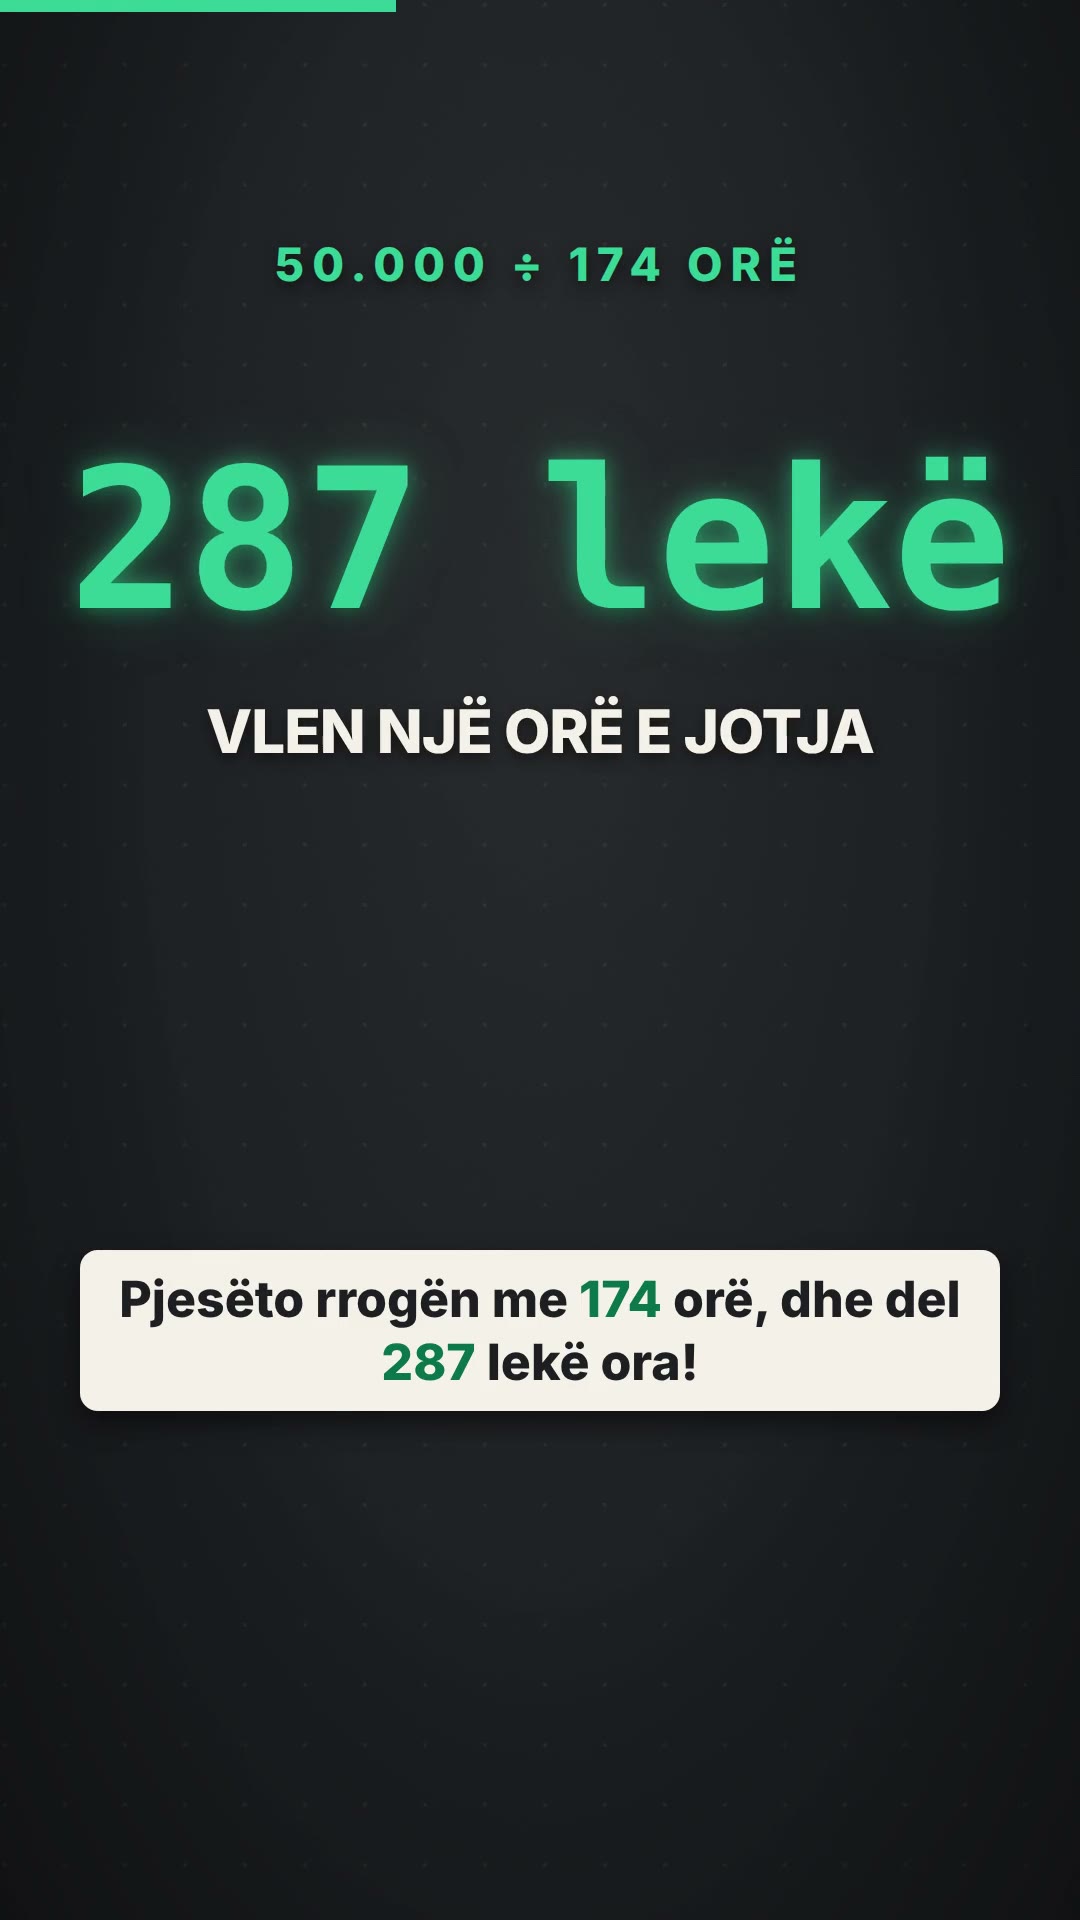 50.000 ÷ 174 ORË
287 lekë
VLEN NJË ORË E JOTJA
Pjesëto rrogën me 174 orë, dhe del
287 lekë ora!